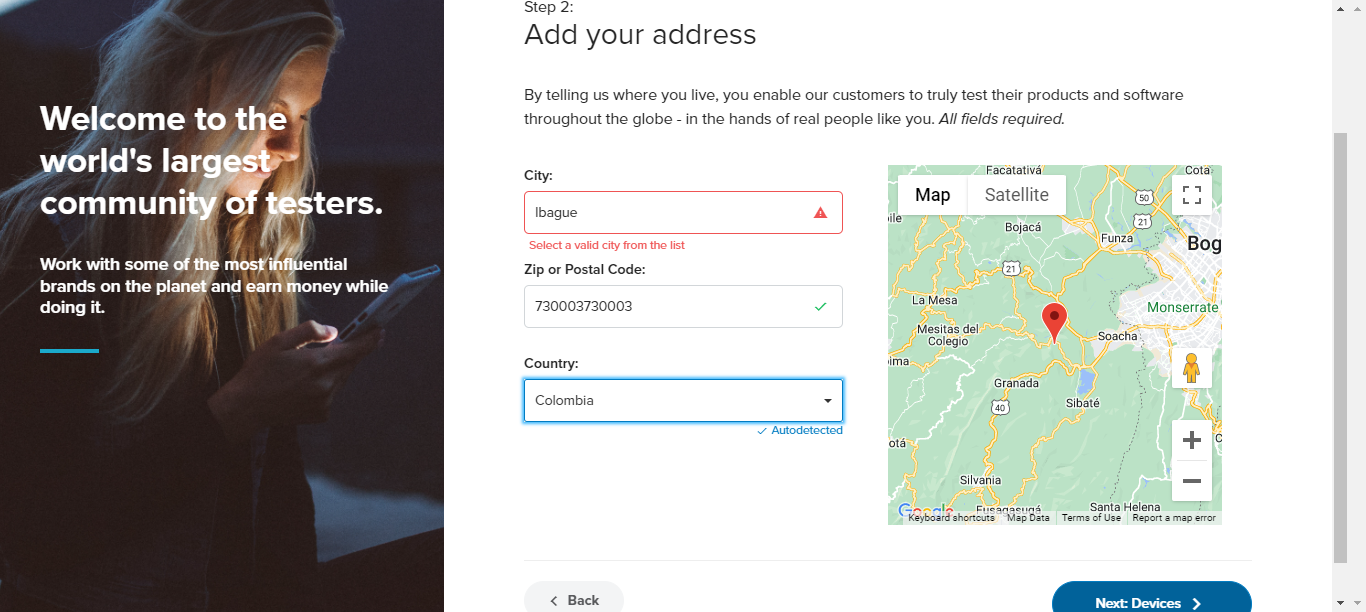 Step 2:
Add your address
Welcome to the
world's largest
community of testers.
Work with some of the most influential
brands on the planet and earn money while
doing it.
By telling us where you live, you enable our customers to truly test their products and software
throughout the globe - in the hands of real people like you. All fields required.
City:
Ibague
Select a valid city from the list
Zip or Postal Code:
730003730003
Country:
Colombia
Autodetected
Map
Satellite
Facatativá
Cota
50
21
Bojacá
Funza
Bog
21
La Mesa
Monserrate
Mesitas del
Colegio
Soacha
Granada
40
Sibaté
Silvania
Fusagasugá
Santa Helena
Google
Keyboard shortcuts
Map Data
Terms of Use
Report a map error
Back
Next: Devices